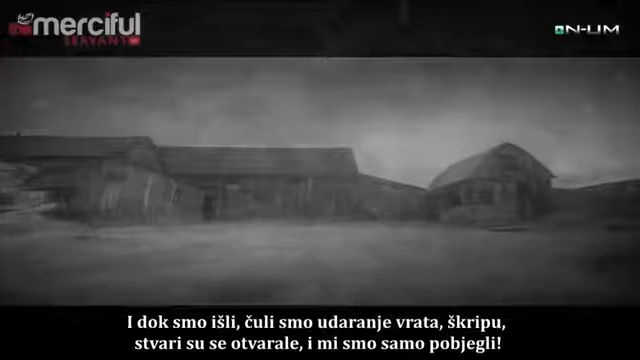 merciful
SERVANT
N-UM
I dok smo išli, čuli smo udaranje vrata, škripu,
stvari su se otvarale, i mi smo samo pobjegli!